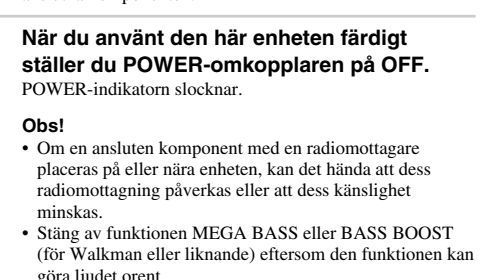 När du använt den här enheten färdigt
ställer du POWER-omkopplaren på OFF.
POWER-indikatorn slocknar.
Obs!
• Om en ansluten komponent med en radiomottagare
placeras på eller nära enheten, kan det hända att dess
radiomottagning påverkas eller att dess känslighet
minskas.
• Stäng av funktionen MEGA BASS eller BASS BOOST
(för Walkman eller liknande) eftersom den funktionen kan
göra ljudet orent.